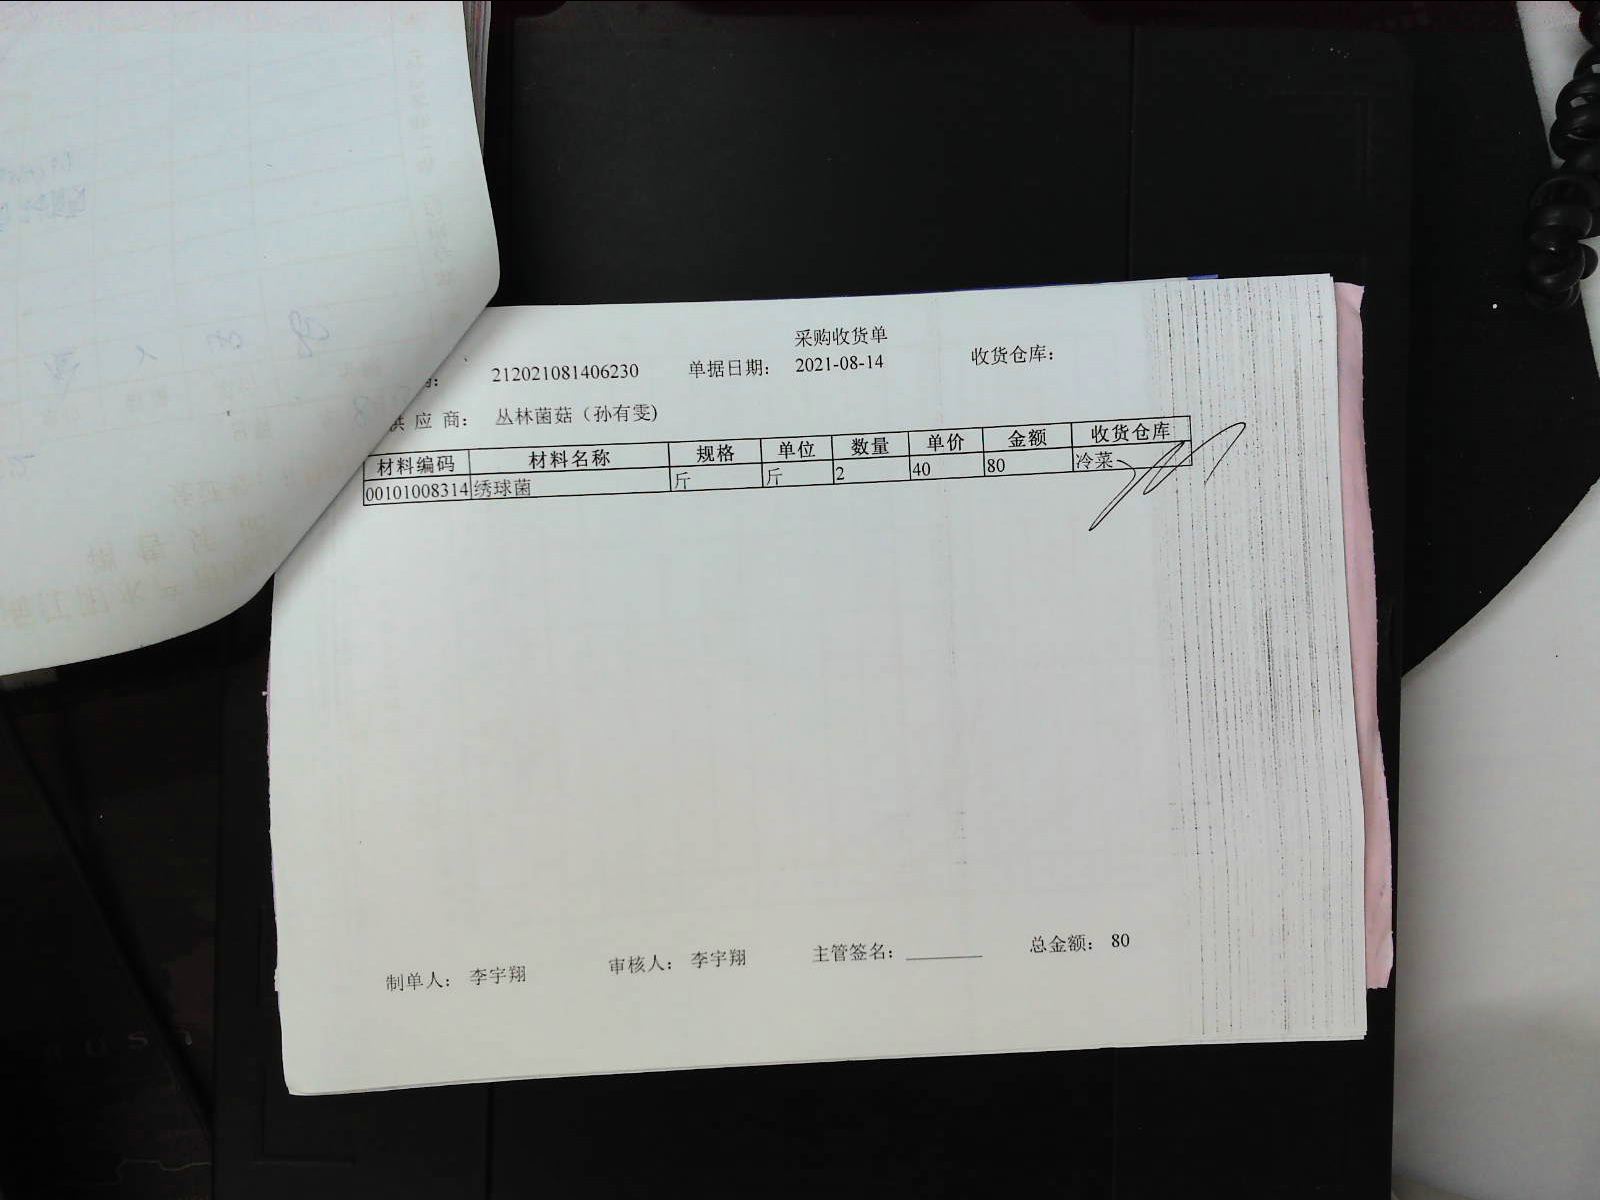 采购收货单
212021081406230 单据日期： 2021-08-14 收货仓库：
供 应 商： 丛林菌菇（孙有雯)
材料编码 材料名称 规格 单位 数量 单价 金额 收货仓库
00101008314 绣球菌 斤 斤 2 40 80 冷菜
制单人： 李宇翔 审核人： 李宇翔 主管签名： 总金额： 80